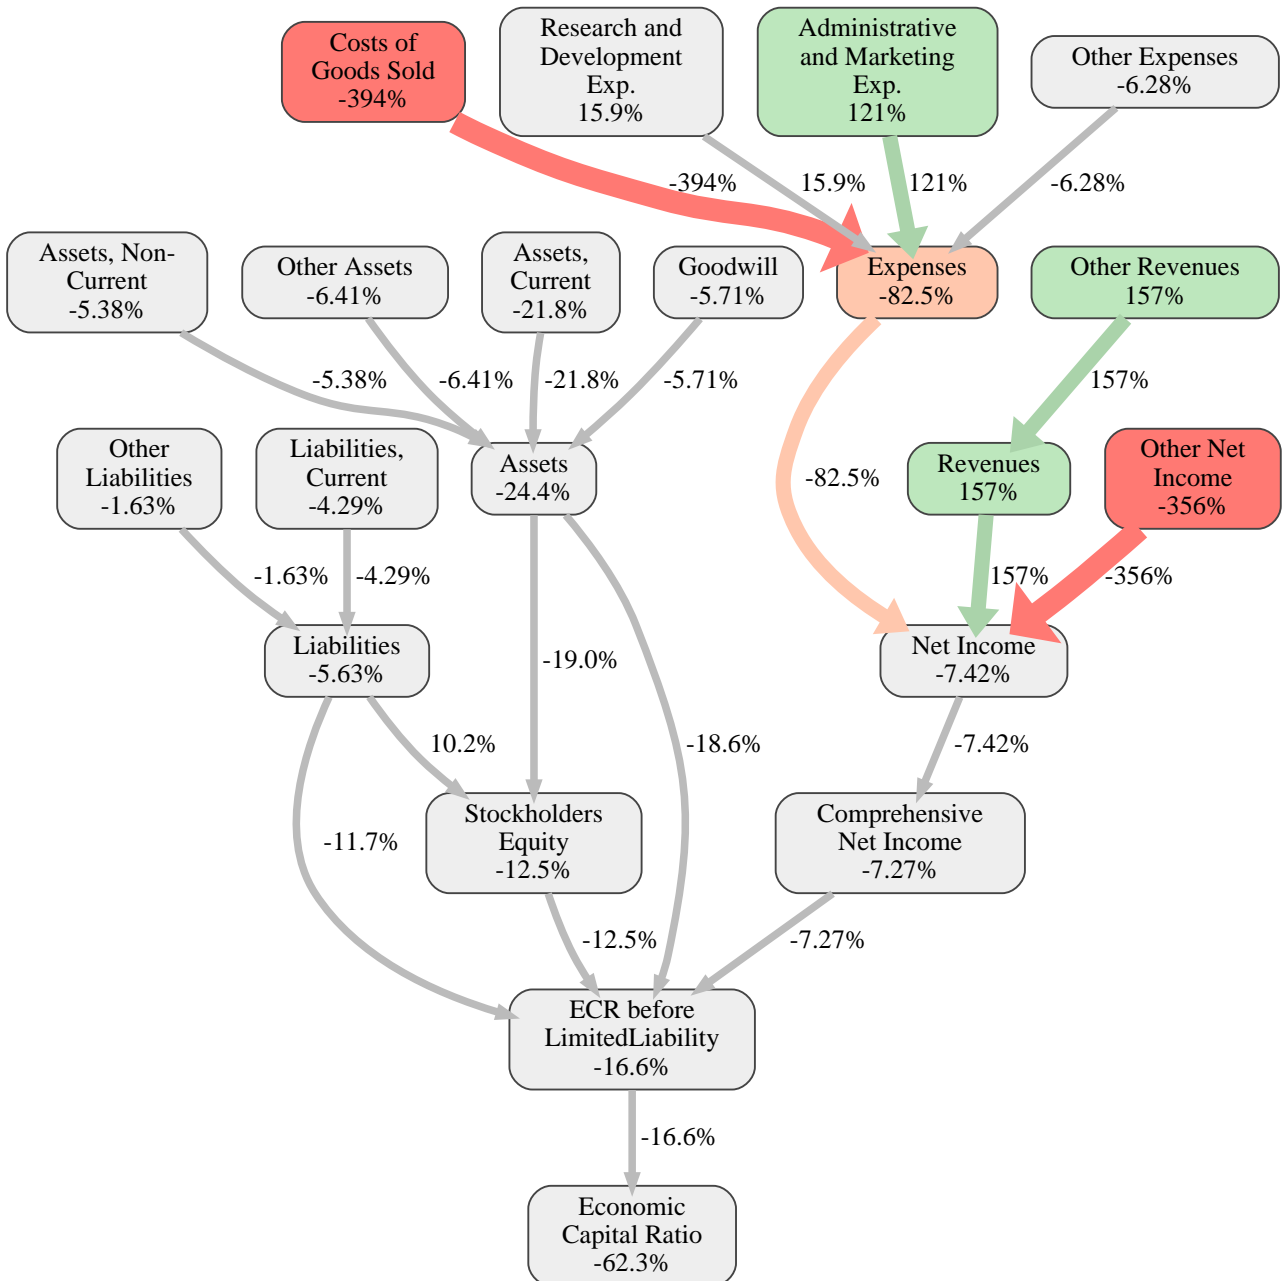 Costs of
Goods Sold
-394%
Research and
Development
Exp.
15.9%
Administrative
and Marketing
Exp.
121%
Other Expenses
-6.28%
-394%
15.9%
121%
-6.28%
Assets, Non-
Current
-5.38%
Other Assets
-6.41%
Assets,
Current
-21.8%
Goodwill
-5.71%
Expenses
-82.5%
Other Revenues
157%
-5.38%
-6.41%
-21.8%
-5.71%
157%
Other
Liabilities
-1.63%
Liabilities,
Current
-4.29%
Assets
-24.4%
-82.5%
Revenues
157%
Other Net
Income
-356%
-1.63%
-4.29%
157%
-356%
Liabilities
-5.63%
-19.0%
Net Income
-7.42%
10.2%
-18.6%
-7.42%
-11.7%
Stockholders
Equity
-12.5%
Comprehensive
Net Income
-7.27%
-12.5%
-7.27%
ECR before
LimitedLiability
-16.6%
-16.6%
Economic
Capital Ratio
-62.3%